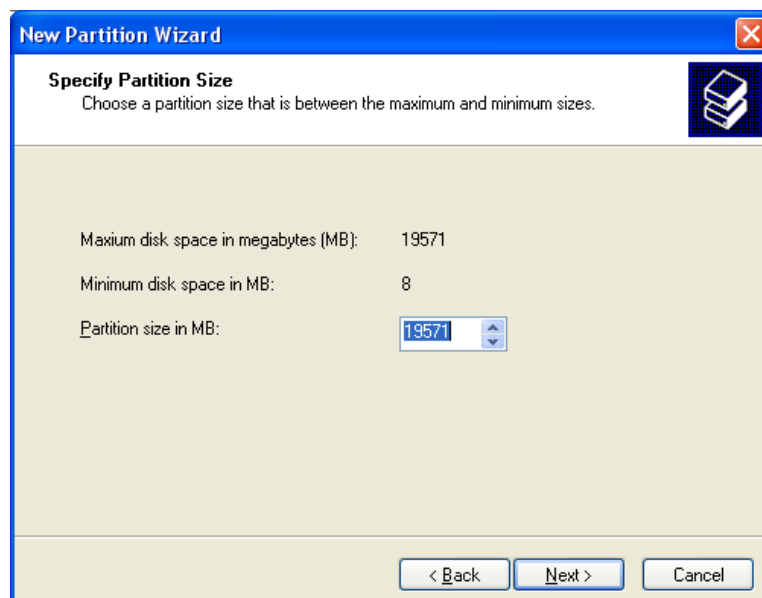 New Partition Wizard
Specify Partition Size
Choose a partition size that is between the maximum and minimum sizes.
Maxium disk space in megabytes (MB): 19571
Minimum disk space in MB: 8
Partition size in MB: 19571
< Back Next > Cancel